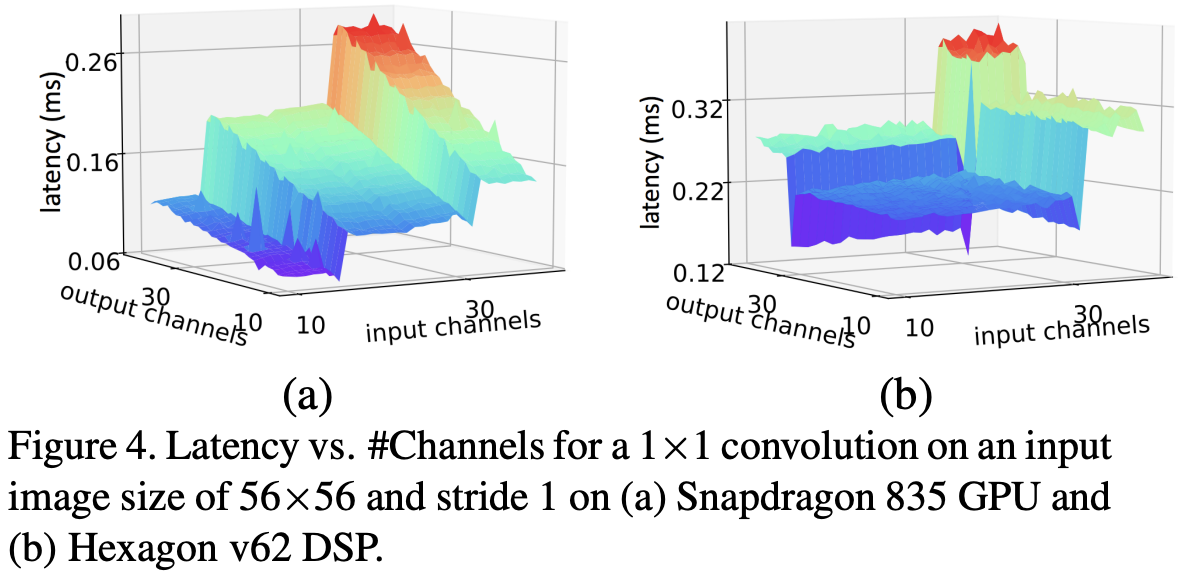 latency (ms)
0.26
0.16
0.06
output channels
30
10
10
30
input channels
(a)
latency (ms)
0.32
0.22
0.12
output channels
30
10
10
30
input channels
(b)
Figure 4. Latency vs. #Channels for a 1×1 convolution on an input
image size of 56×56 and stride 1 on (a) Snapdragon 835 GPU and
(b) Hexagon v62 DSP.